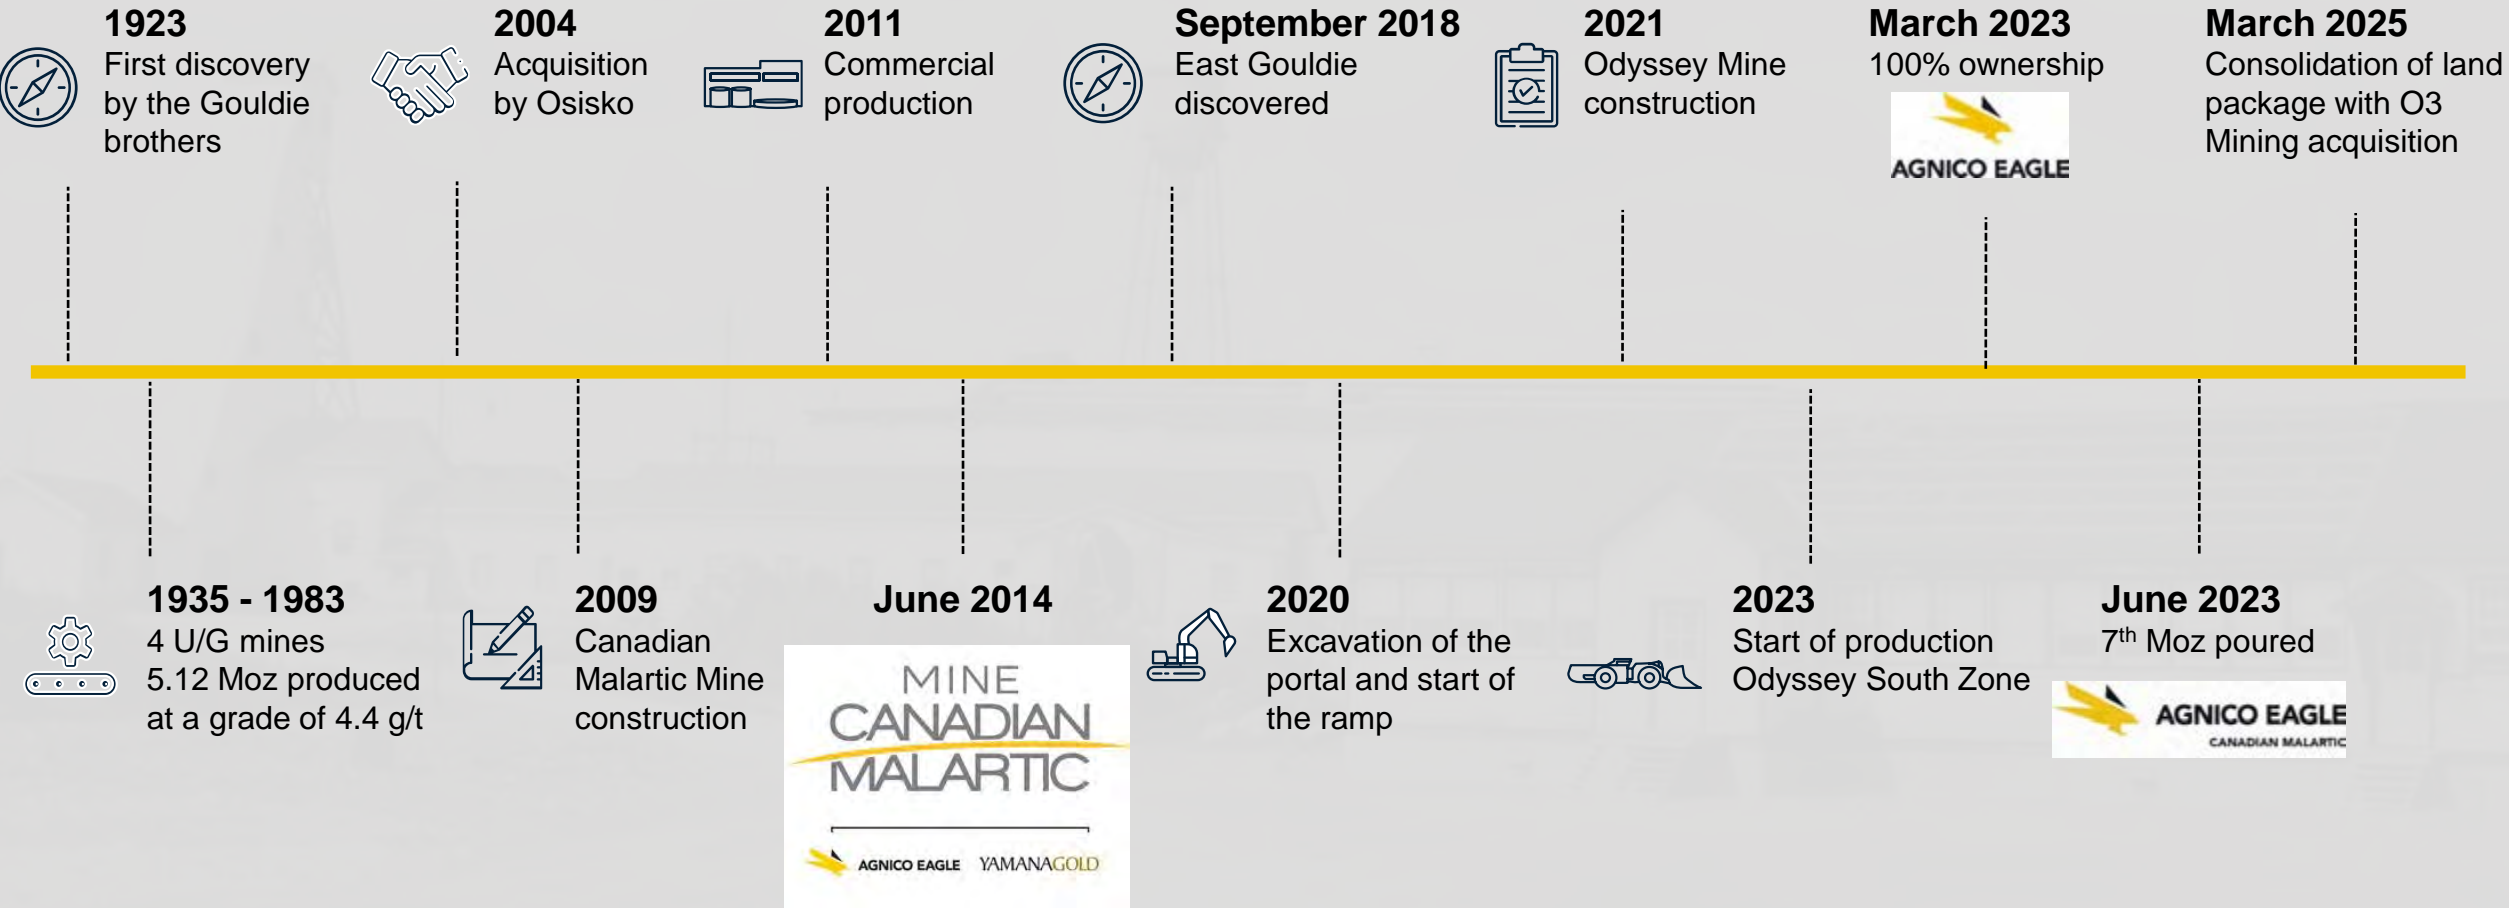 1923
First discovery
by the Gouldie
brothers
2004
Acquisition
by Osisko
2011
Commercial
production
September 2018
East Gouldie
discovered
2021
Odyssey Mine
construction
March 2023
100% ownership
AGNICO EAGLE
March 2025
Consolidation of land
package with O3
Mining acquisition
1935 - 1983
4 U/G mines
5.12 Moz produced
at a grade of 4.4 g/t
2009
Canadian
Malartic Mine
construction
June 2014
MINE
CANADIAN
MALARTIC
AGNICO EAGLE YAMANAGOLD
2020
Excavation of the
portal and start of
the ramp
2023
Start of production
Odyssey South Zone
June 2023
7th Moz poured
AGNICO EAGLE
CANADIAN MALARTIC